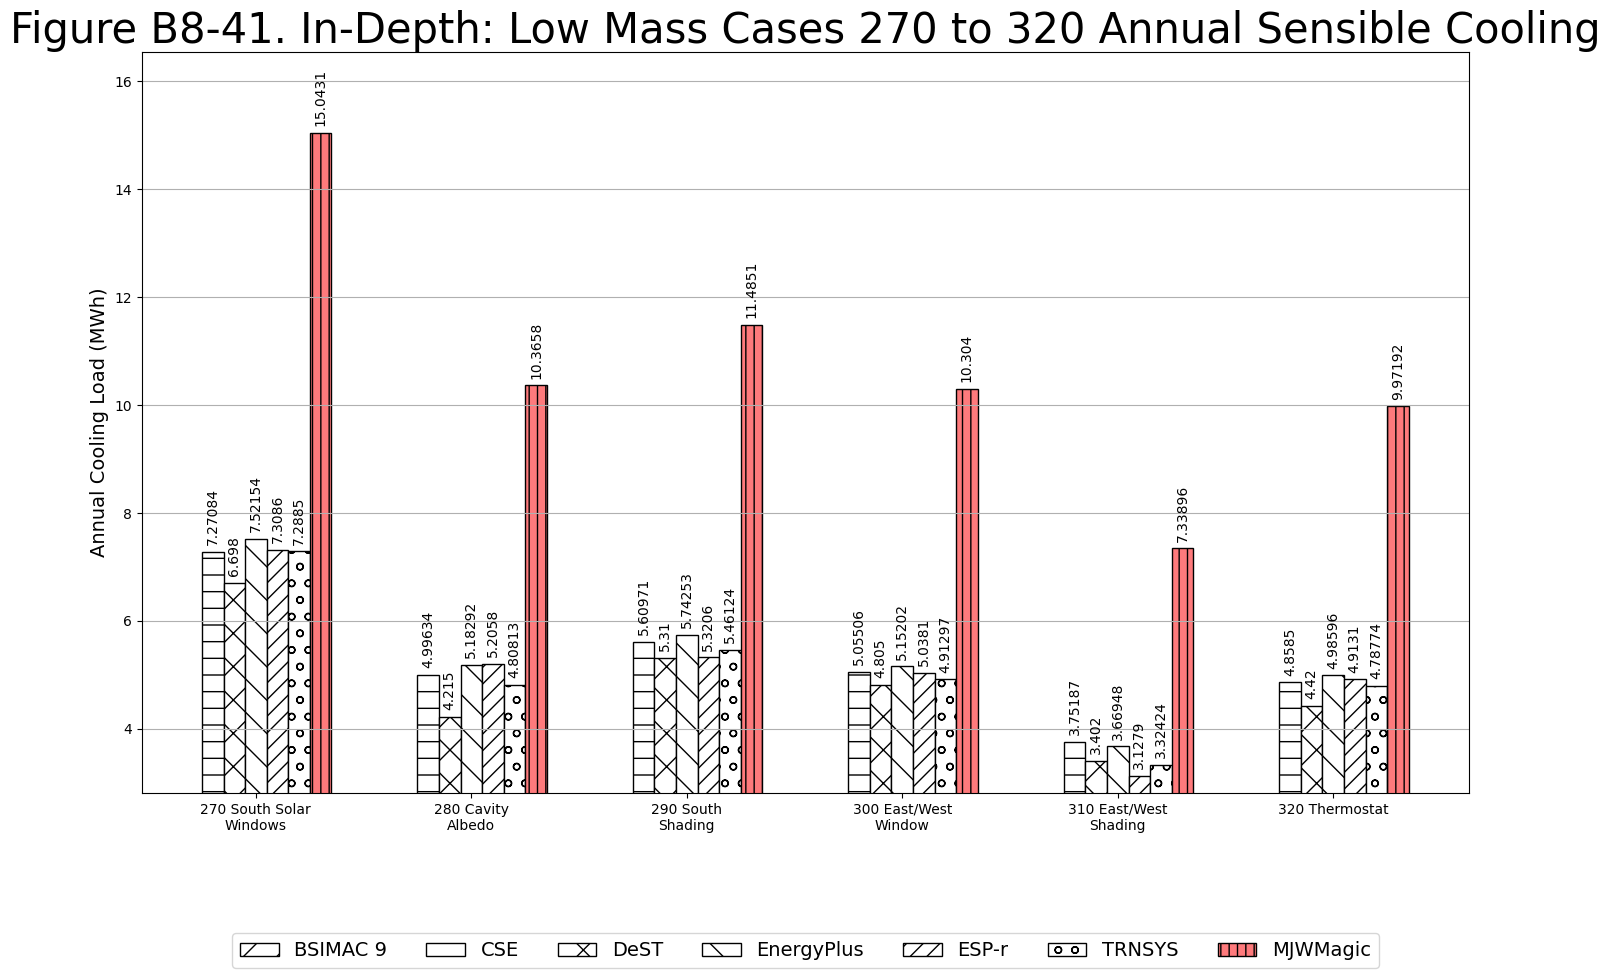 Figure B8-41. In-Depth: Low Mass Cases 270 to 320 Annual Sensible Cooling
Annual Cooling Load (MWh)
16
14
12
10
8
6
4
7.27084
6.698
7.52154
7.3086
7.2885
15.0431
4.99634
4.215
5.18292
5.2058
4.80813
10.3658
5.60971
5.31
5.74253
5.3206
5.46124
11.4851
5.05506
4.805
5.15202
5.0381
4.91297
10.304
3.75187
3.402
3.66948
3.1279
3.32424
7.33896
4.8585
4.42
4.98596
4.9131
4.78774
9.97192
270 South Solar
Windows
280 Cavity
Albedo
290 South
Shading
300 East/West
Window
310 East/West
Shading
320 Thermostat
BSIMAC 9
CSE
DeST
EnergyPlus
ESP-r
TRNSYS
MJWMagic